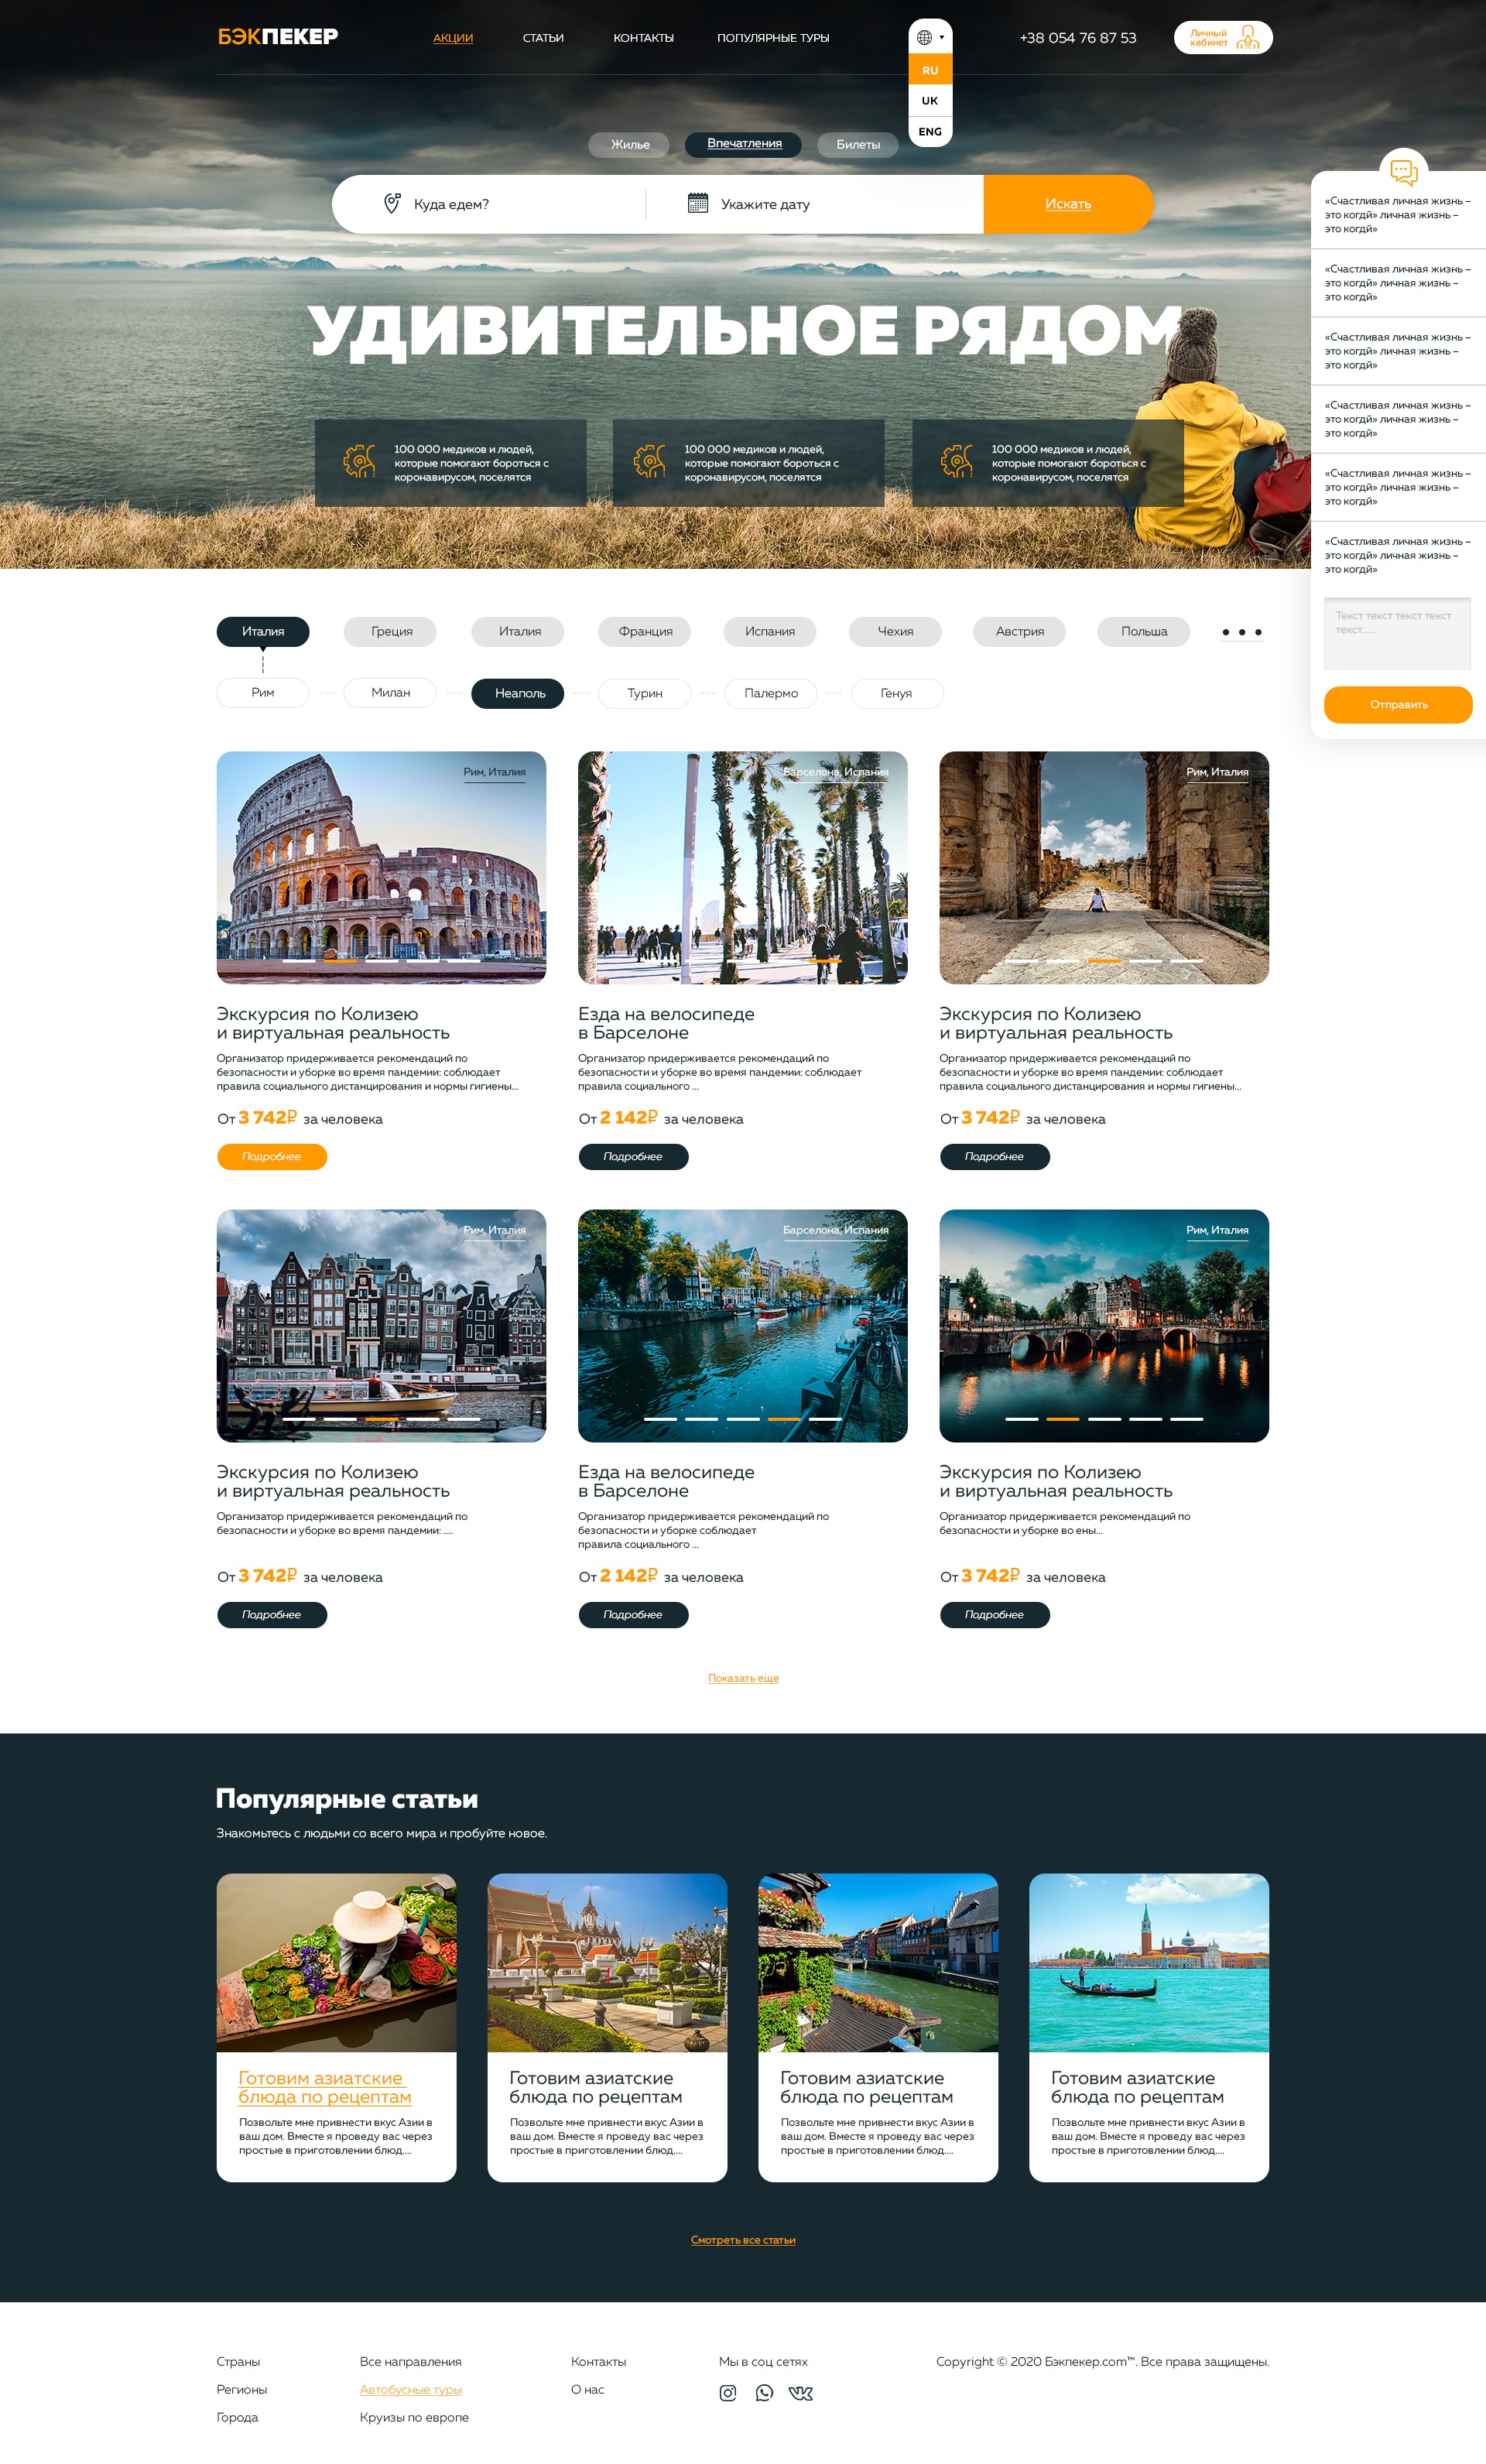 БЭКПЕКЕР
АКЦИИ
СТАТЬИ
КОНТАКТЫ
ПОПУЛЯРНЫЕ ТУРЫ
RU
UK
ENG
+38 054 76 87 53
Личный
кабинет
Жилье
Впечатления
Билеты
Куда едем?
Укажите дату
Искать
УДИВИТЕЛЬНОЕ РЯДОМ
100 000 медиков и людей,
которые помогают бороться с
коронавирусом, поселятся
100 000 медиков и людей,
которые помогают бороться с
коронавирусом, поселятся
100 000 медиков и людей,
которые помогают бороться с
коронавирусом, поселятся
«Счастливая личная жизнь –
это когдй» личная жизнь –
это когдй»
«Счастливая личная жизнь –
это когдй» личная жизнь –
это когдй»
«Счастливая личная жизнь –
это когдй» личная жизнь –
это когдй»
«Счастливая личная жизнь –
это когдй» личная жизнь –
это когдй»
«Счастливая личная жизнь –
это когдй» личная жизнь –
это когдй»
«Счастливая личная жизнь –
это когдй» личная жизнь –
это когдй»
Текст текст текст текст
текст......
Отправить
Италия
Греция
Италия
Франция
Испания
Чехия
Австрия
Польша
Рим
Милан
Неаполь
Турин
Палермо
Генуя
Рим, Италия
Экскурсия по Колизею
и виртуальная реальность
Организатор придерживается рекомендаций по
безопасности и уборке во время пандемии: соблюдает
правила социального дистанцирования и нормы гигиены...
От 3 742₽ за человека
Подробнее
Барселона, Испания
Езда на велосипеде
в Барселоне
Организатор придерживается рекомендаций по
безопасности и уборке во время пандемии: соблюдает
правила социального ...
От 2 142₽ за человека
Подробнее
Рим, Италия
Экскурсия по Колизею
и виртуальная реальность
Организатор придерживается рекомендаций по
безопасности и уборке во время пандемии: соблюдает
правила социального дистанцирования и нормы гигиены...
От 3 742₽ за человека
Подробнее
Рим, Италия
Экскурсия по Колизею
и виртуальная реальность
Организатор придерживается рекомендаций по
безопасности и уборке во время пандемии: ....
От 3 742₽ за человека
Подробнее
Барселона, Испания
Езда на велосипеде
в Барселоне
Организатор придерживается рекомендаций по
безопасности и уборке соблюдает
правила социального ...
От 2 142₽ за человека
Подробнее
Рим, Италия
Экскурсия по Колизею
и виртуальная реальность
Организатор придерживается рекомендаций по
безопасности и уборке во ены...
От 3 742₽ за человека
Подробнее
Показать еще
Популярные статьи
Знакомьтесь с людьми со всего мира и пробуйте новое.
Готовим азиатские
блюда по рецептам
Позвольте мне привнести вкус Азии в
ваш дом. Вместе я проведу вас через
простые в приготовлении блюд....
Готовим азиатские
блюда по рецептам
Позвольте мне привнести вкус Азии в
ваш дом. Вместе я проведу вас через
простые в приготовлении блюд....
Готовим азиатские
блюда по рецептам
Позвольте мне привнести вкус Азии в
ваш дом. Вместе я проведу вас через
простые в приготовлении блюд....
Готовим азиатские
блюда по рецептам
Позвольте мне привнести вкус Азии в
ваш дом. Вместе я проведу вас через
простые в приготовлении блюд....
Смотреть все статьи
Страны
Регионы
Города
Все направления
Автобусные туры
Круизы по европе
Контакты
О нас
Мы в соц сетях
Copyright © 2020 Бэкпекер.com™. Все права защищены.